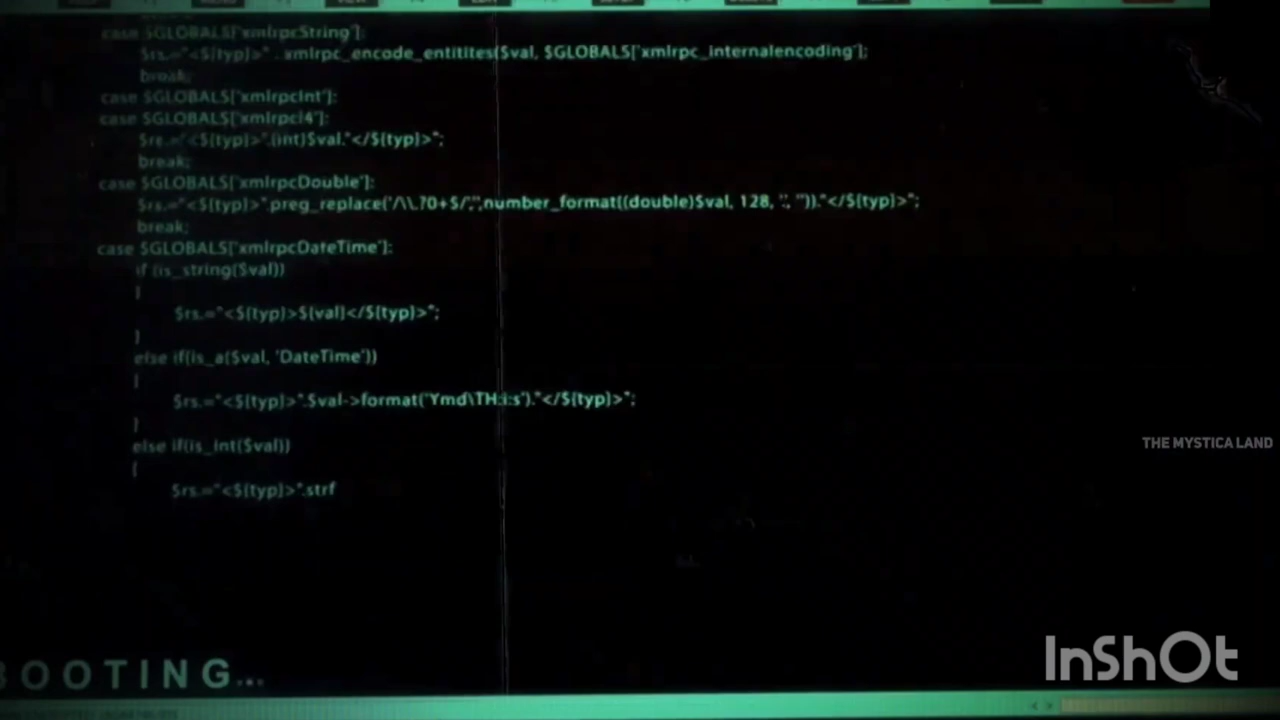 case $GLOBALS['xmlrpcString']:
$rs.="<${typ}>" . xmlrpc_encode_entitites($val, $GLOBALS['xmlrpc_internalencoding'];
break;
case $GLOBALS['xmlrpcInt']:
case $GLOBALS['xmlrpcI4']:
$rs.="<${typ}>".(int)$val."</${typ}>";
break;
case $GLOBALS['xmlrpcDouble']:
$rs.="<${typ}>".preg_replace('/\\.?0+$/','',number_format((double)$val, 128, '.', ''))."</${typ}>";
break;
case $GLOBALS['xmlrpcDateTime']:
if (is_string($val))
{
$rs.="<${typ}>${val}</${typ}>";
}
else if(is_a($val, 'DateTime'))
{
$rs.="<${typ}>".$val->format('Ymd\TH:i:s')."</${typ}>";
}
else if(is_int($val))
{
$rs.="<${typ}>".strf
THE MYSTICA LAND
BOOTING...
InShOt